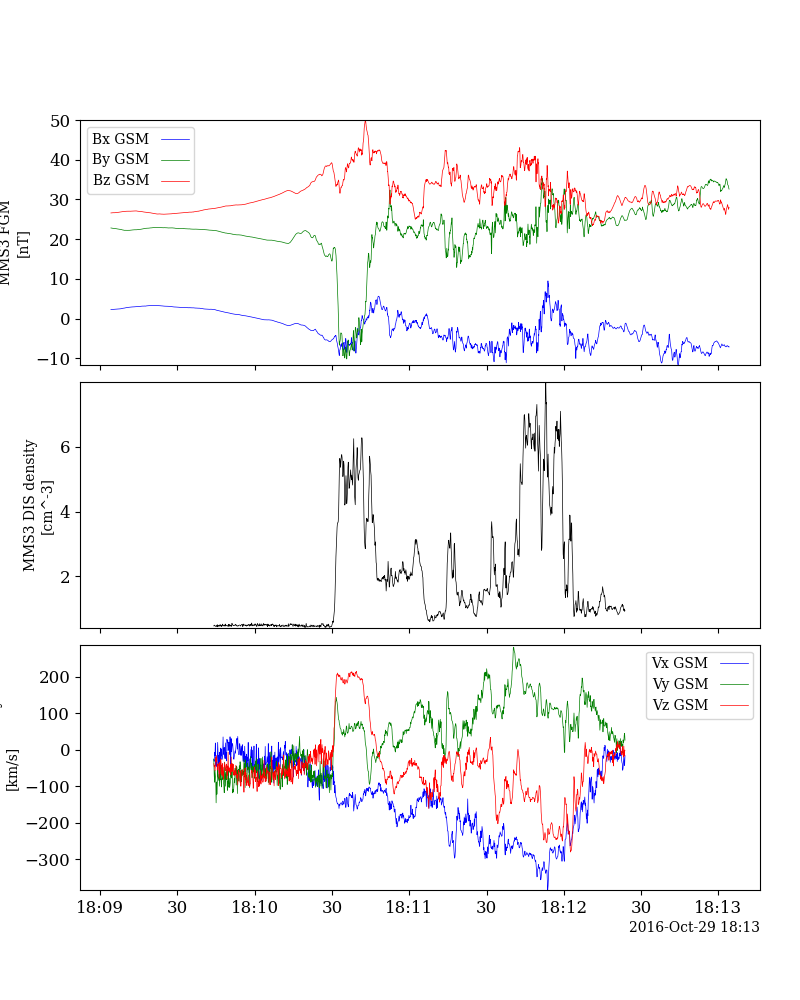 50
40
30
20
10
0
−10
MMS3 FGM
[nT]
Bx GSM
By GSM
Bz GSM
6
4
2
MMS3 DIS density
[cm^-3]
200
100
0
−100
−200
−300
[km/s]
Vx GSM
Vy GSM
Vz GSM
18:09
30
18:10
30
18:11
30
18:12
30
18:13
2016-Oct-29 18:13